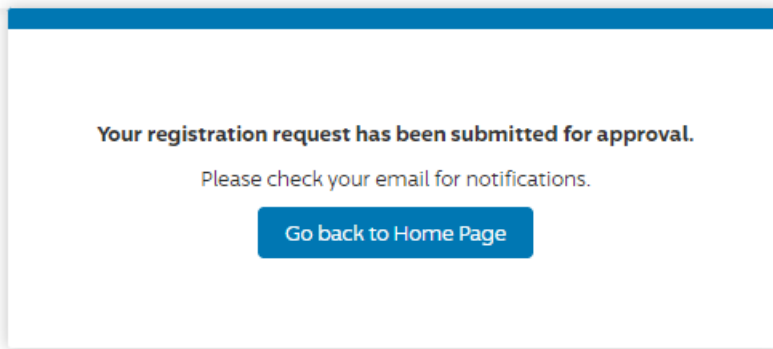 Your registration request has been submitted for approval.
Please check your email for notifications.
Go back to Home Page